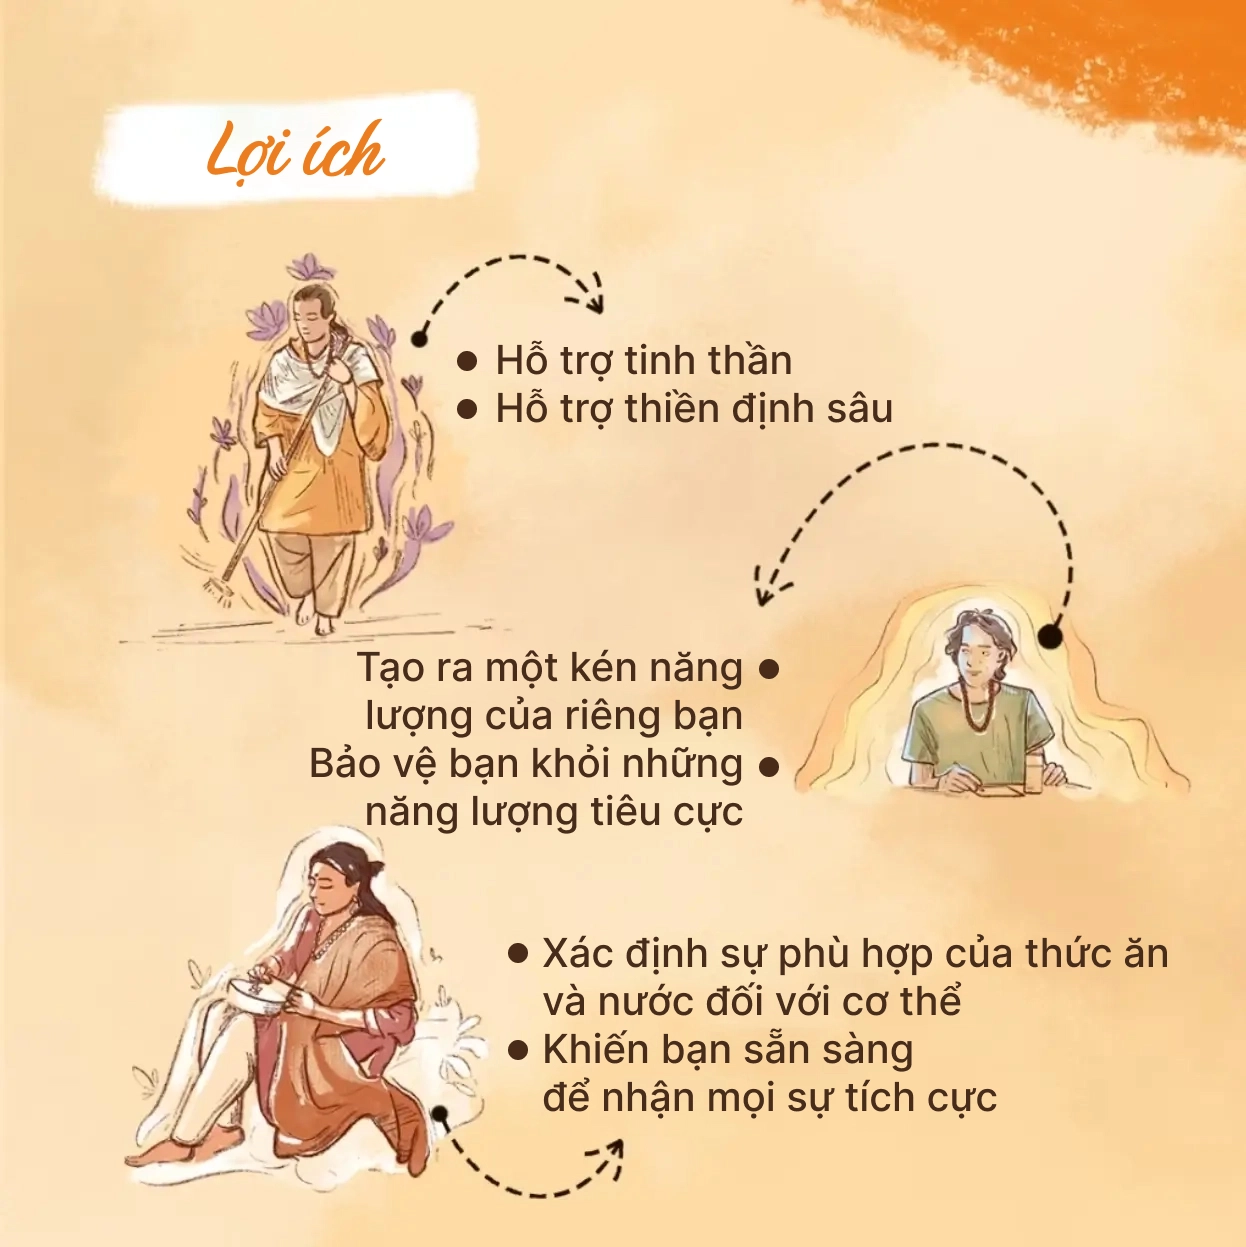 Lợi ích
Hỗ trợ tinh thần
Hỗ trợ thiền định sâu
Tạo ra một kén năng
lượng của riêng bạn
Bảo vệ bạn khỏi những
năng lượng tiêu cực
Xác định sự phù hợp của thức ăn
và nước đối với cơ thể
Khiến bạn sẵn sàng
để nhận mọi sự tích cực